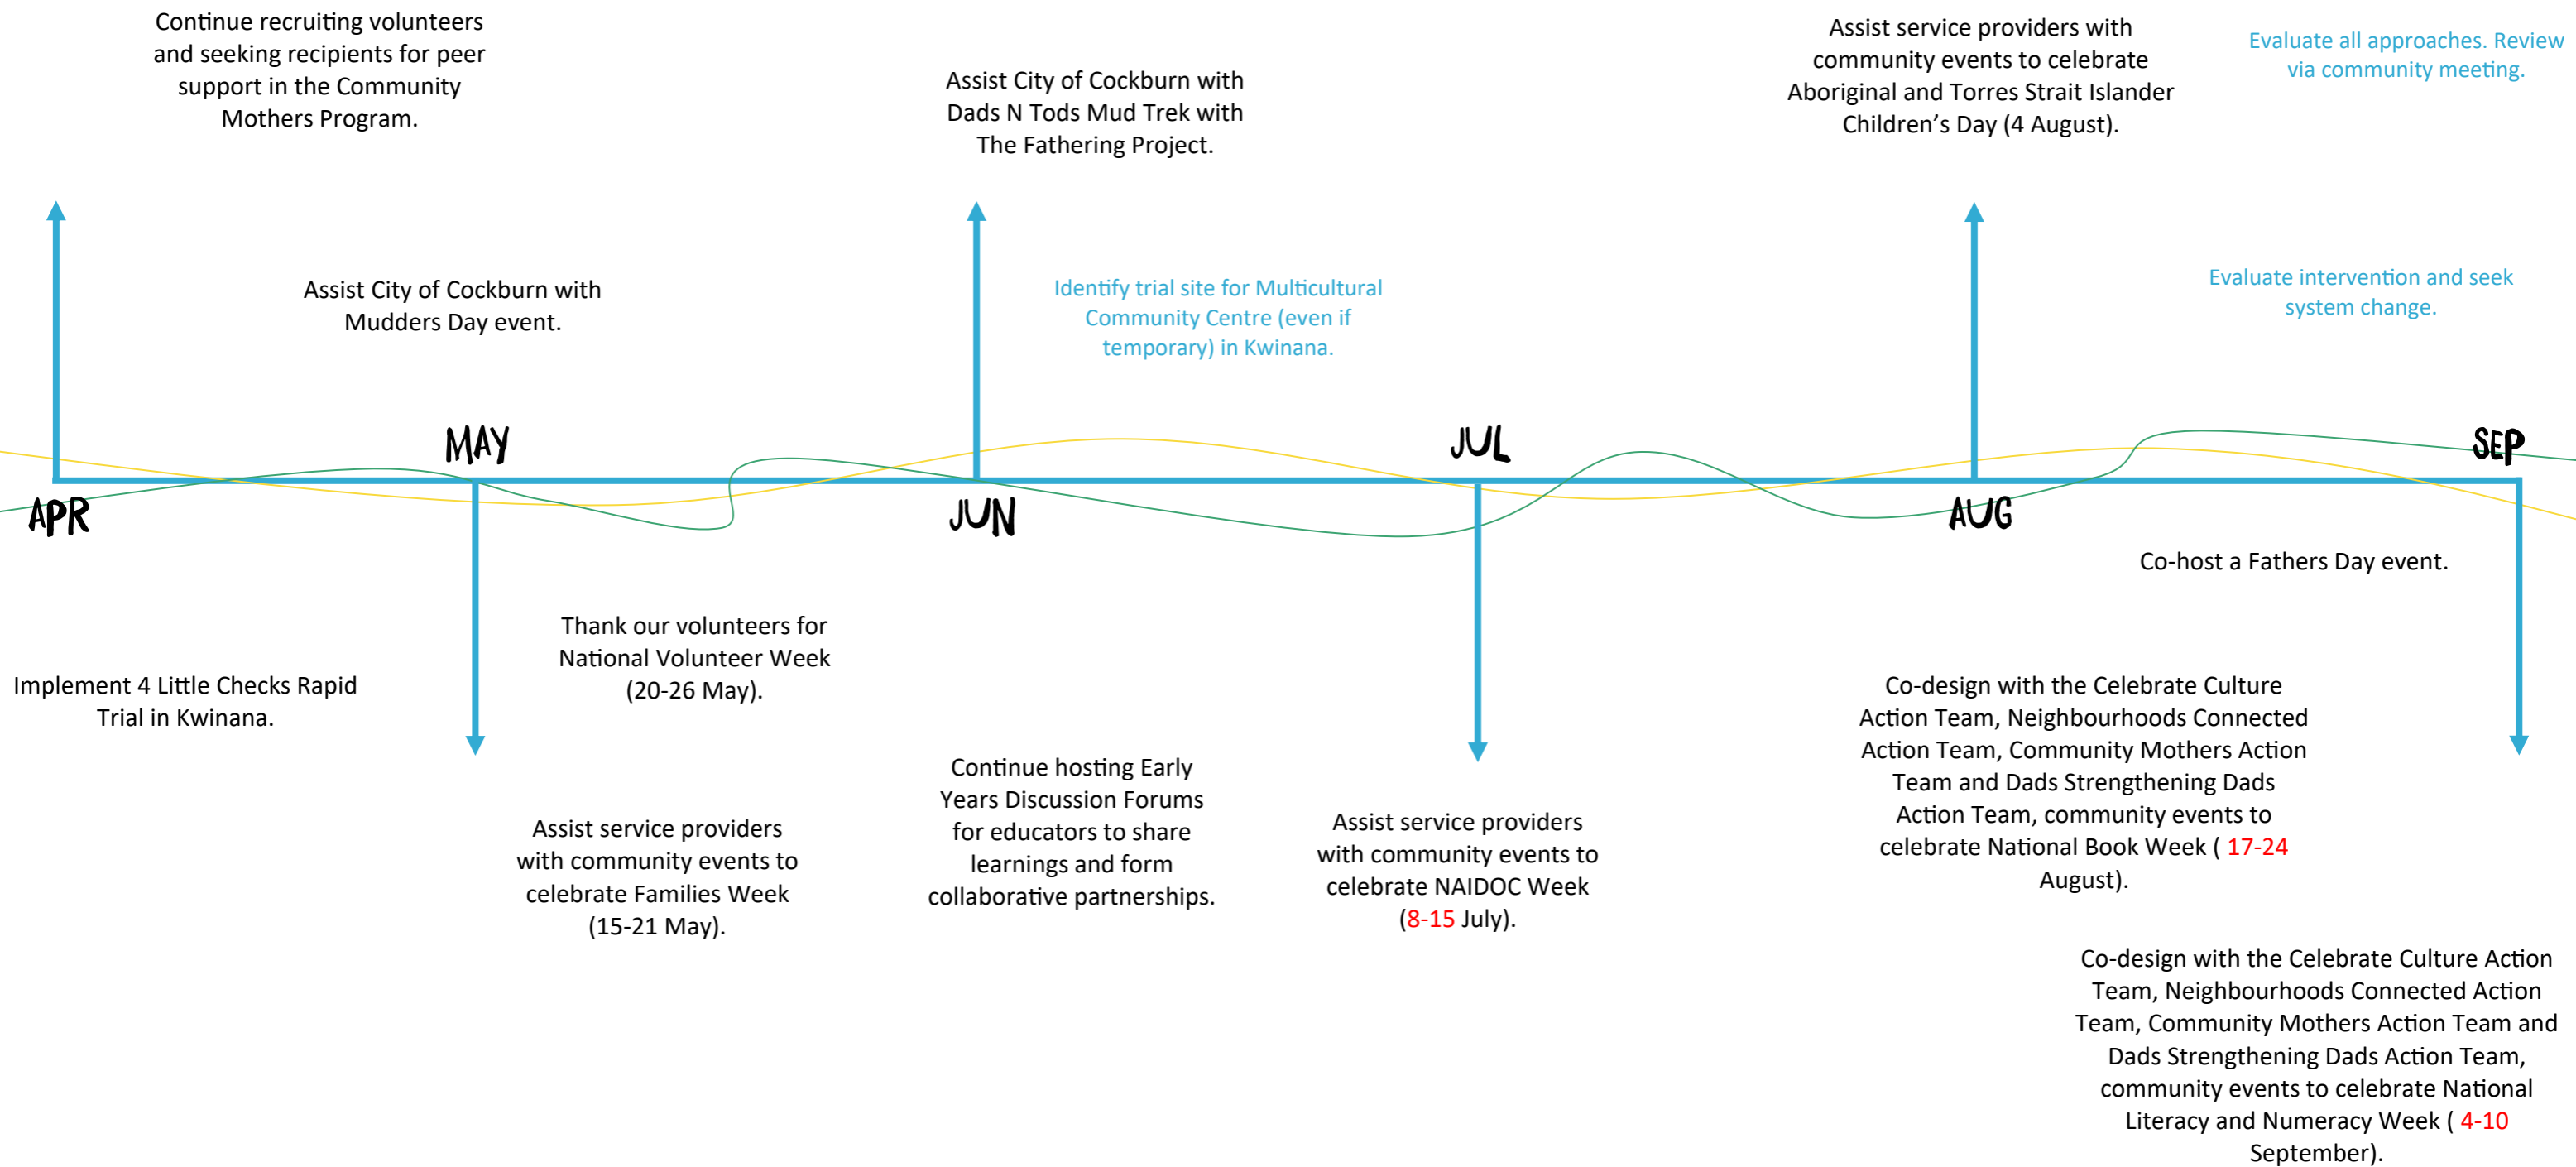 Continue recruiting volunteers
and seeking recipients for peer
support in the Community
Mothers Program.
Assist City of Cockburn with
Dads N Tods Mud Trek with
The Fathering Project.
Assist service providers with
community events to celebrate
Aboriginal and Torres Strait Islander
Children’s Day (4 August).
Evaluate all approaches. Review
via community meeting.
Assist City of Cockburn with
Mudders Day event.
Identify trial site for Multicultural
Community Centre (even if
temporary) in Kwinana.
Evaluate intervention and seek
system change.
APR
MAY
JUN
JUL
AUG
SEP
Implement 4 Little Checks Rapid
Trial in Kwinana.
Thank our volunteers for
National Volunteer Week
(20-26 May).
Assist service providers
with community events to
celebrate Families Week
(15-21 May).
Continue hosting Early
Years Discussion Forums
for educators to share
learnings and form
collaborative partnerships.
Assist service providers
with community events to
celebrate NAIDOC Week
(8-15 July).
Co-host a Fathers Day event.
Co-design with the Celebrate Culture
Action Team, Neighbourhoods Connected
Action Team, Community Mothers Action
Team and Dads Strengthening Dads
Action Team, community events to
celebrate National Book Week ( 17-24
August).
Co-design with the Celebrate Culture Action
Team, Neighbourhoods Connected Action
Team, Community Mothers Action Team and
Dads Strengthening Dads Action Team,
community events to celebrate National
Literacy and Numeracy Week ( 4-10
September).